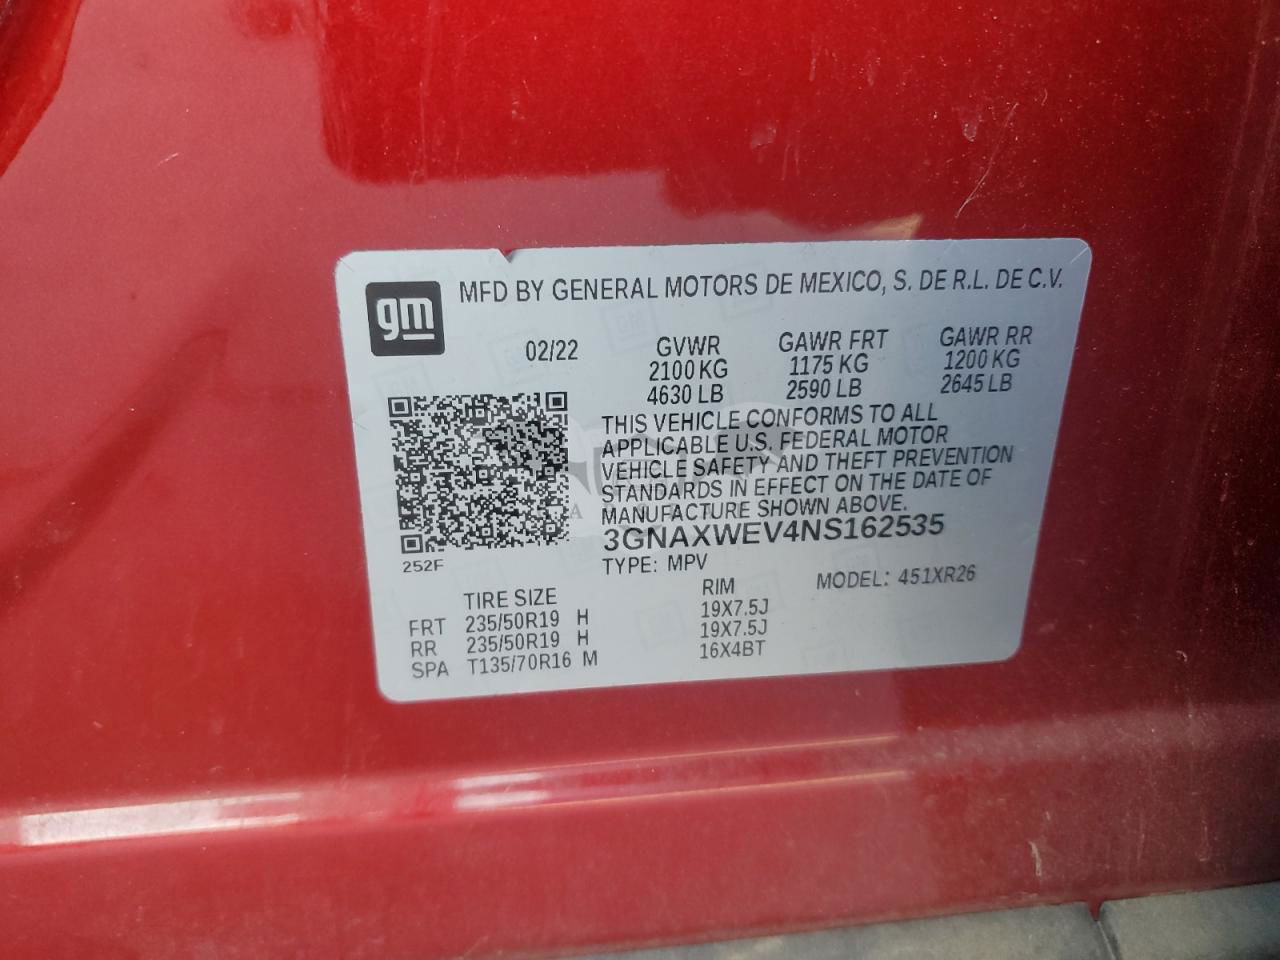 gm
MFD BY GENERAL MOTORS DE MEXICO, S. DE R.L. DE C.V.
02/22 GVWR GAWR FRT GAWR RR
2100 KG 1175 KG 1200 KG
4630 LB 2590 LB 2645 LB
THIS VEHICLE CONFORMS TO ALL
APPLICABLE U.S. FEDERAL MOTOR
VEHICLE SAFETY AND THEFT PREVENTION
STANDARDS IN EFFECT ON THE DATE OF
MANUFACTURE SHOWN ABOVE.
3GNAXWEV4NS162535
252F
TYPE: MPV MODEL: 451XR26
TIRE SIZE RIM
FRT 235/50R19 H 19X7.5J
RR 235/50R19 H 19X7.5J
SPA T135/70R16 M 16X4BT